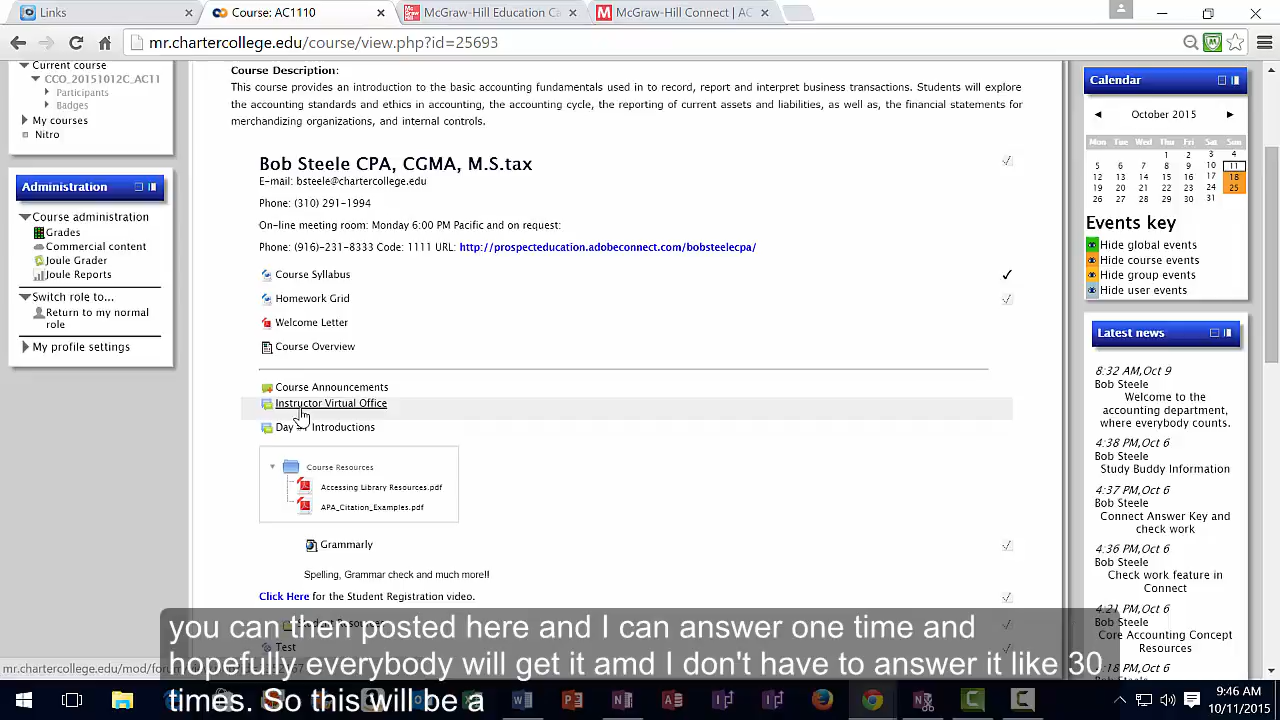 Links
Course: AC1110
McGraw-Hill Education Ca
McGraw-Hill Connect | AC
mr.chartercollege.edu/course/view.php?id=25693
Current course
CCO_20151012C_AC11
Participants
Badges
My courses
Nitro
Administration
Course administration
Grades
Commercial content
Joule Grader
Joule Reports
Switch role to...
Return to my normal
role
My profile settings
Course Description:
This course provides an introduction to the basic accounting fundamentals used in to record, report and interpret business transactions. Students will explore
the accounting standards and ethics in accounting, the accounting cycle, the reporting of current assets and liabilities, as well as, the financial statements for
merchandizing organizations, and internal controls.
Bob Steele CPA, CGMA, M.S.tax
E-mail: bsteele@chartercollege.edu
Phone: (310) 291-1994
On-line meeting room: Monday 6:00 PM Pacific and on request:
Phone: (916)-231-8333 Code: 1111 URL: http://prospecteducation.adobeconnect.com/bobsteelecpa/
Course Syllabus
Homework Grid
Welcome Letter
Course Overview
Course Announcements
Instructor Virtual Office
Day Introductions
Course Resources
Accessing Library Resources.pdf
APA_Citation_Examples.pdf
Grammarly
Spelling, Grammar check and much more!!
Click Here for the Student Registration video.
Test
Calendar
October 2015
Mon Tue Wed Thu Fri Sat Sun
1 2 3 4
5 6 7 8 9 10 11
12 13 14 15 16 17 18
19 20 21 22 23 24 25
26 27 28 29 30 31
Events key
Hide global events
Hide course events
Hide group events
Hide user events
Latest news
8:32 AM, Oct 9
Bob Steele
Welcome to the
accounting department,
where everybody counts.
4:38 PM, Oct 6
Bob Steele
Study Buddy Information
4:37 PM, Oct 6
Bob Steele
Connect Answer Key and
check work
4:36 PM, Oct 6
Bob Steele
Check work feature in
Connect
4:21 PM, Oct 6
Bob Steele
Core Accounting Concept
Resources
you can then posted here and I can answer one time and
hopefully, everybody will get it amd I don't have to answer it like 30
times. So this will be a
9:46 AM
10/11/2015